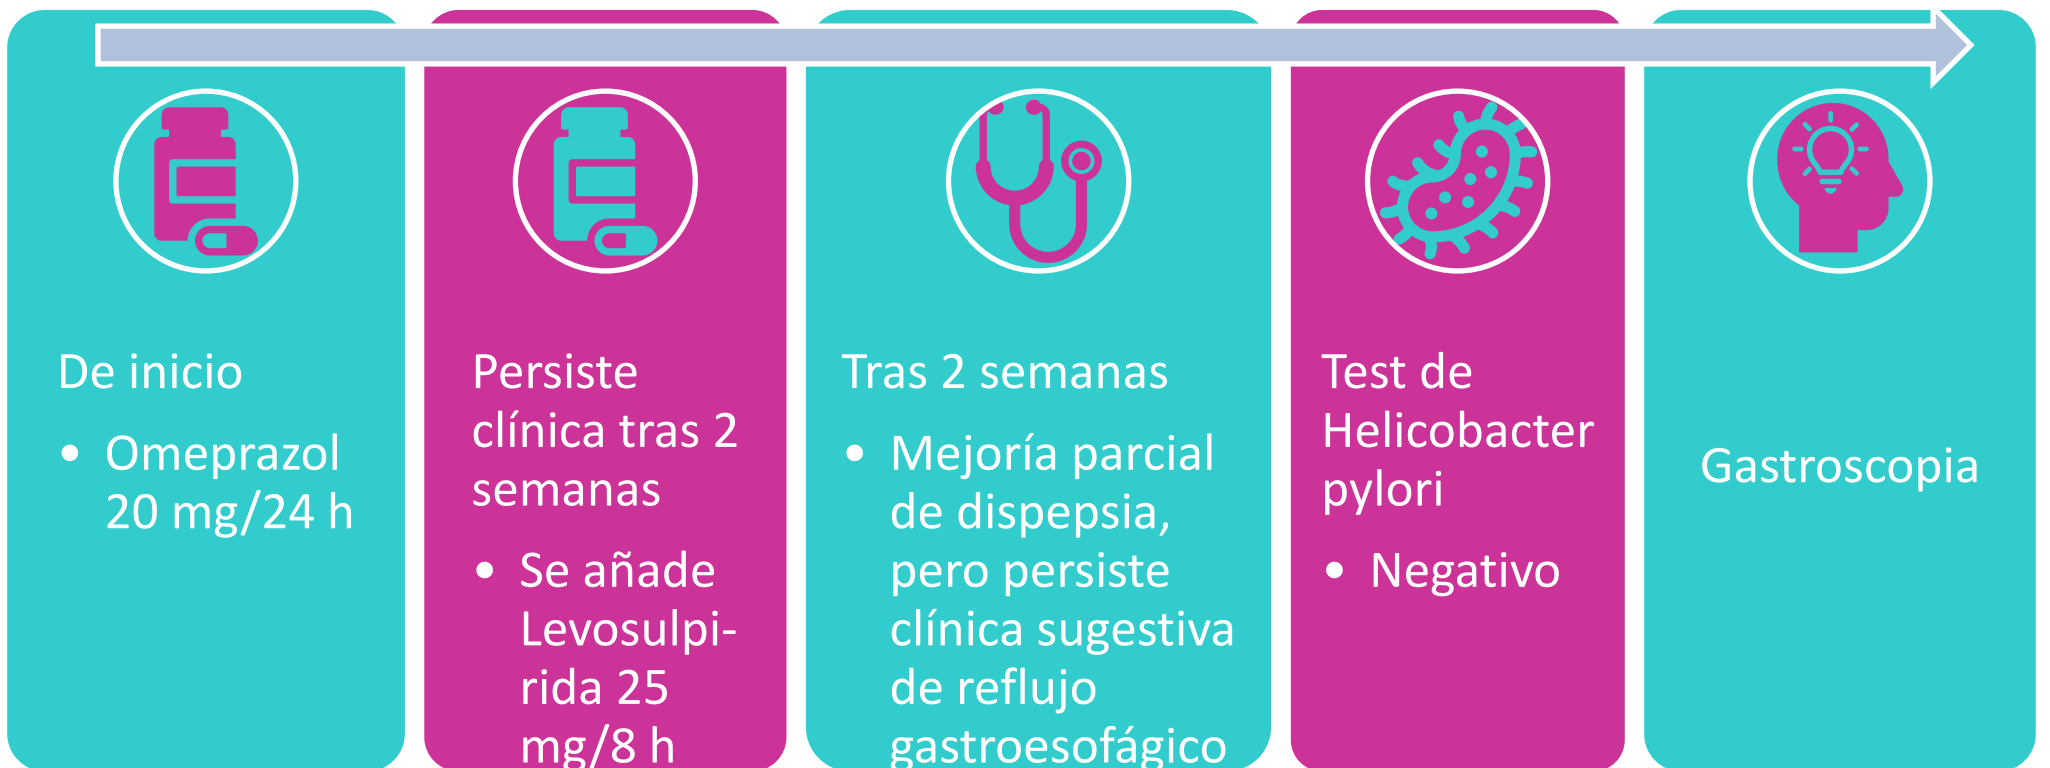 De inicio
• Omeprazol
20 mg/24 h
Persiste
clínica tras 2
semanas
• Se añade
Levosulpi-
rida 25
mg/8 h
Tras 2 semanas
• Mejoría parcial
de dispepsia,
pero persiste
clínica sugestiva
de reflujo
gastroesofágico
Test de
Helicobacter
pylori
• Negativo
Gastroscopia